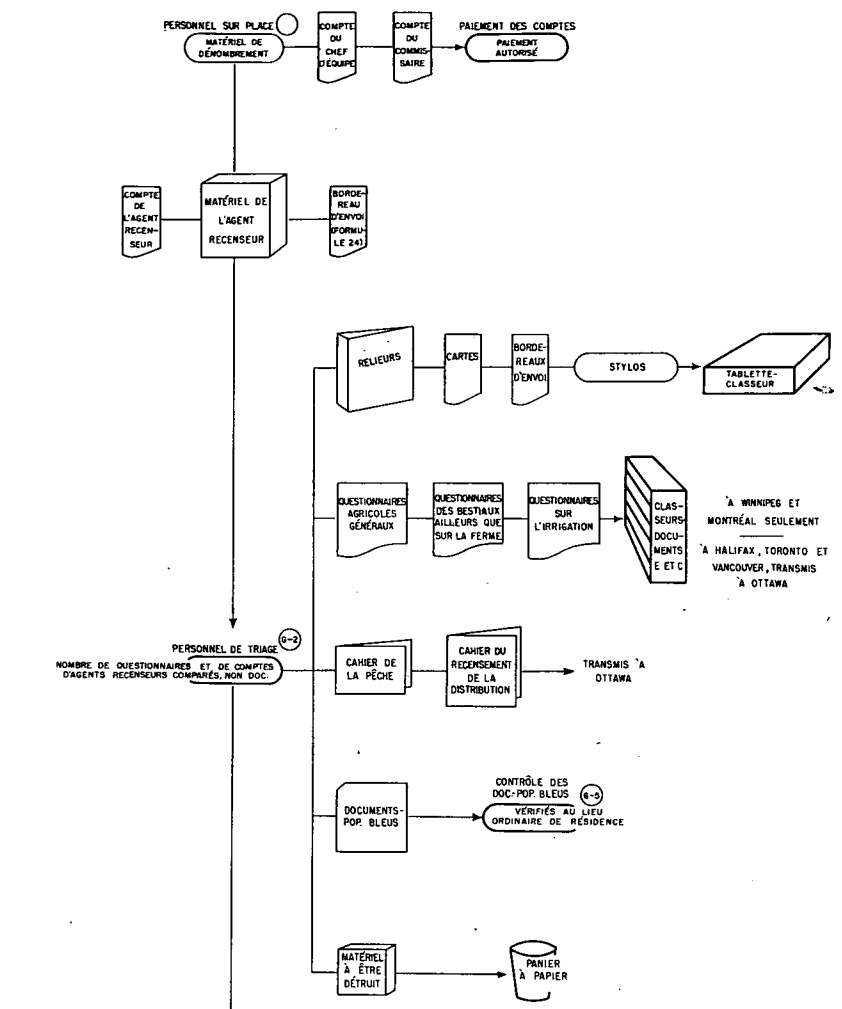 PERSONNEL SUR PLACE
MATÉRIEL DE
DÉNOMBREMENT
COMPTE
DU
CHEF
D'ÉQUIPE
COMPTE
DU
COMMIS-
SAIRE
PAIEMENT DES COMPTES
PAIEMENT
AUTORISÉ
COMPTE
DE
L'AGENT
RECEN-
SEUR
MATÉRIEL DE
L'AGENT
RECENSEUR
BORDE-
REAU
D'ENVOI
(FORMU-
LE 24)
RELIEURS
CARTES
BORDE-
REAUX
D'ENVOI
STYLOS
TABLETTE-
CLASSEUR
QUESTIONNAIRES
AGRICOLES
GÉNÉRAUX
QUESTIONNAIRES
DES BESTIAUX
AILLEURS QUE
SUR LA FERME
QUESTIONNAIRES
SUR
L'IRRIGATION
CLAS-
SEURS-
DOCU-
MENTS
E ET C
À WINNIPEG ET
MONTRÉAL SEULEMENT
À HALIFAX, TORONTO ET
VANCOUVER, TRANSMIS
À OTTAWA
PERSONNEL DE TRIAGE
G-2
NOMBRE DE QUESTIONNAIRES ET DE COMPTES
D'AGENTS RECENSEURS COMPARÉS, NON DOC.
CAHIER DE
LA PÊCHE
CAHIER DU
RECENSEMENT
DE LA
DISTRIBUTION
TRANSMIS À
OTTAWA
DOCUMENTS-
POP. BLEUS
CONTRÔLE DES
DOC.-POP. BLEUS
G-5
VÉRIFIÉS AU LIEU
ORDINAIRE DE RÉSIDENCE
MATÉRIEL
À ÊTRE
DÉTRUIT
PANIER
À PAPIER